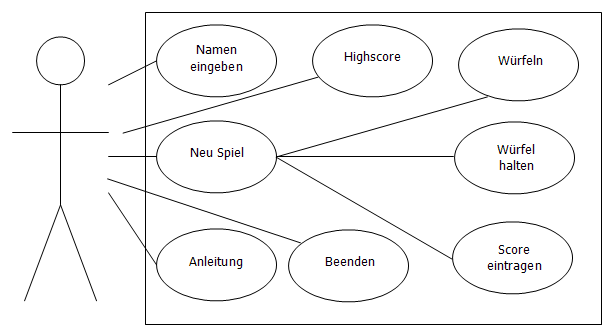 Namen
eingeben
Highscore
Würfeln
Neu Spiel
Würfel
halten
Anleitung
Beenden
Score
eintragen